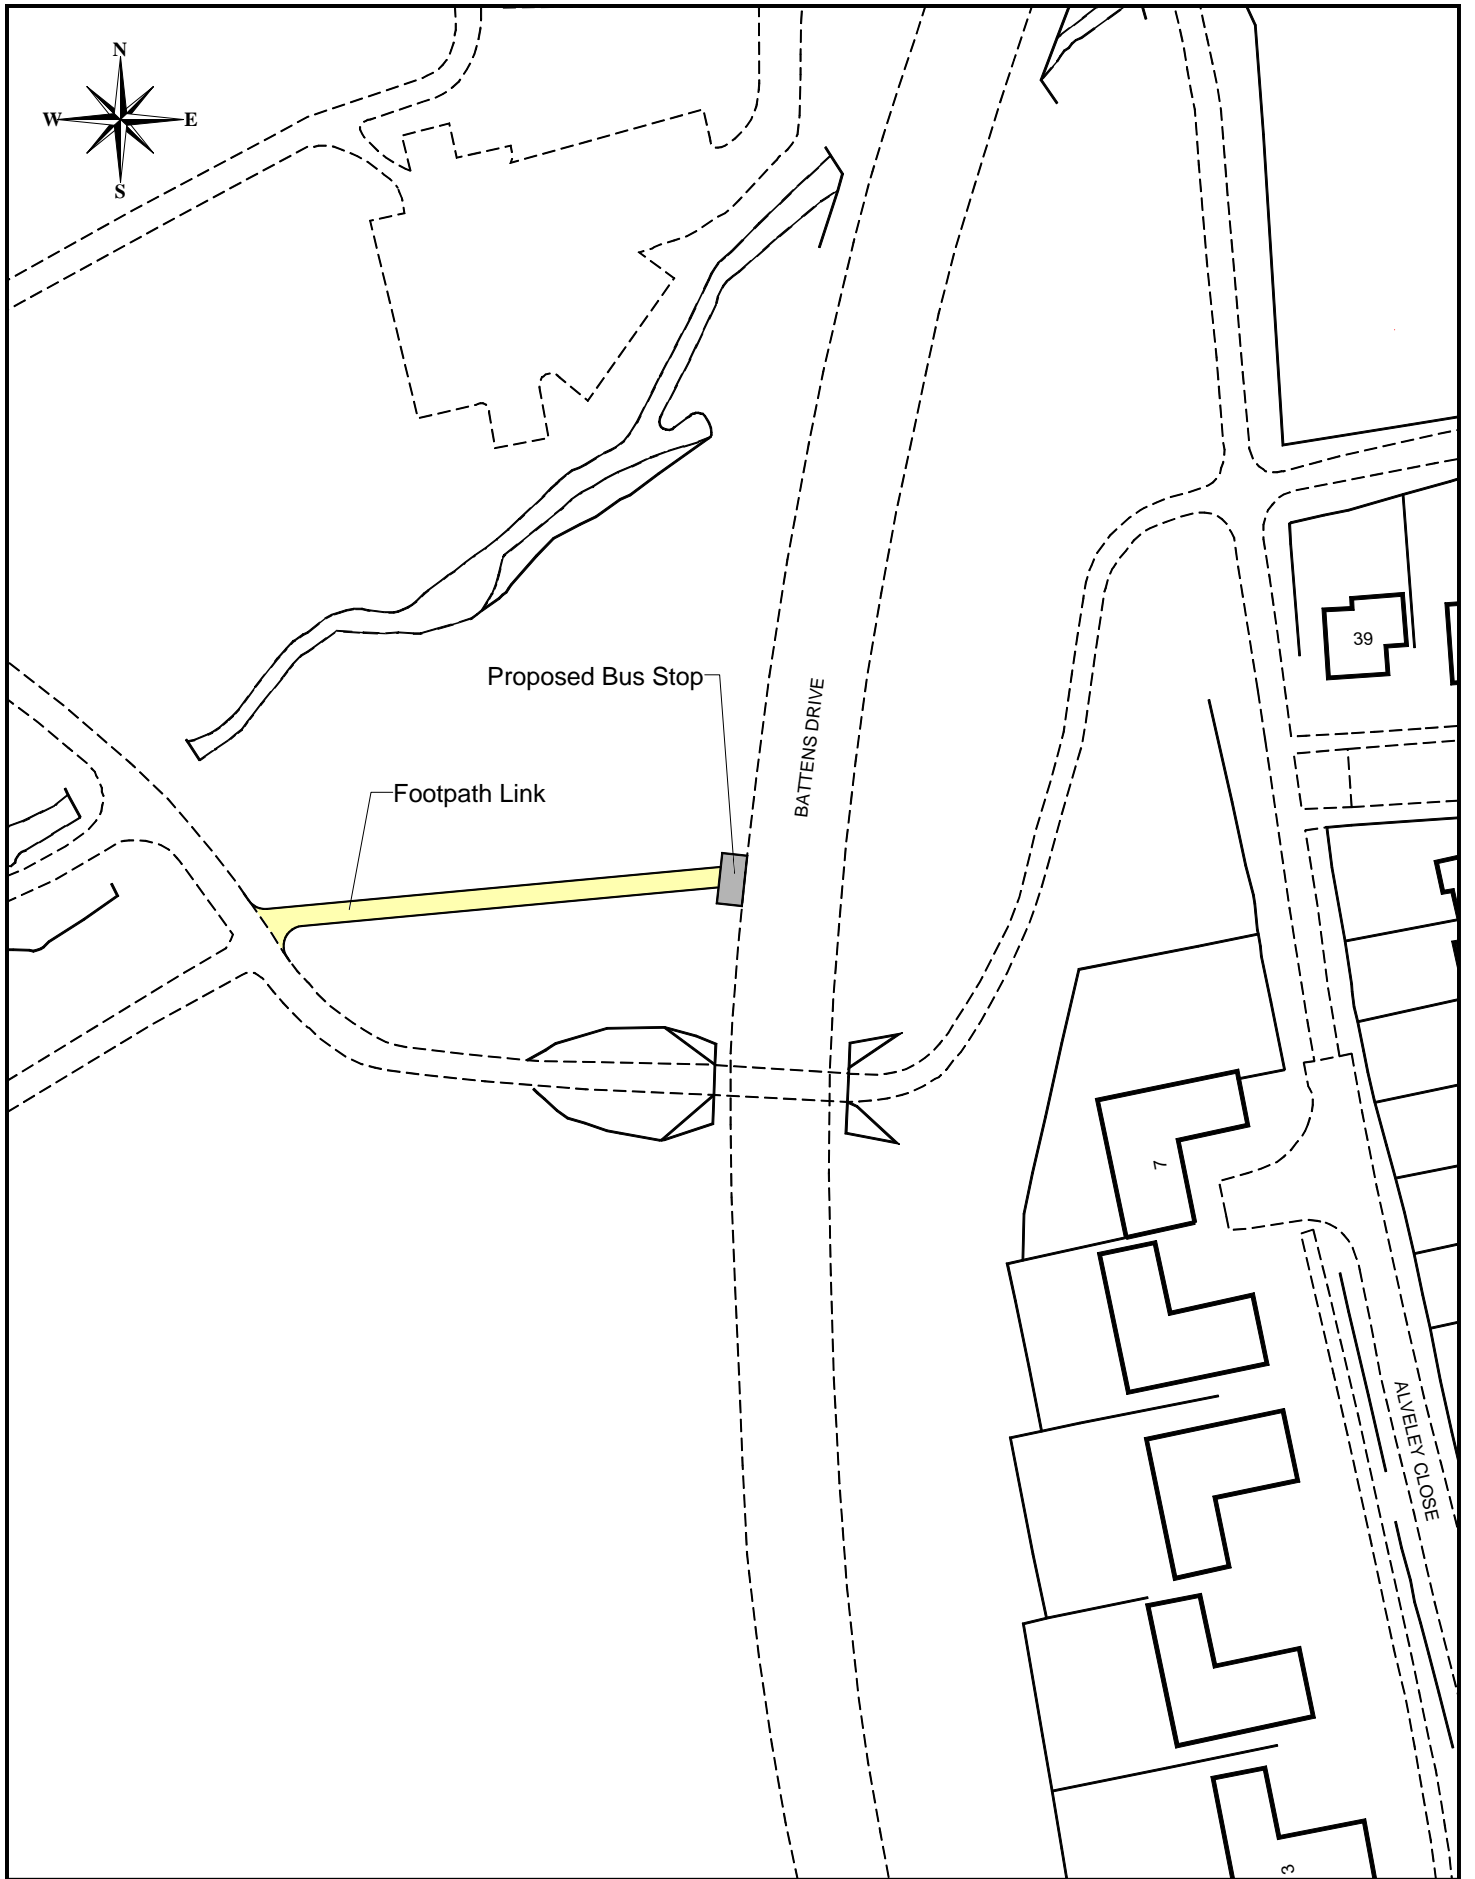 N
W E
S
39
Proposed Bus Stop
BATTENS DRIVE
Footpath Link
7
ALVELEY CLOSE
3